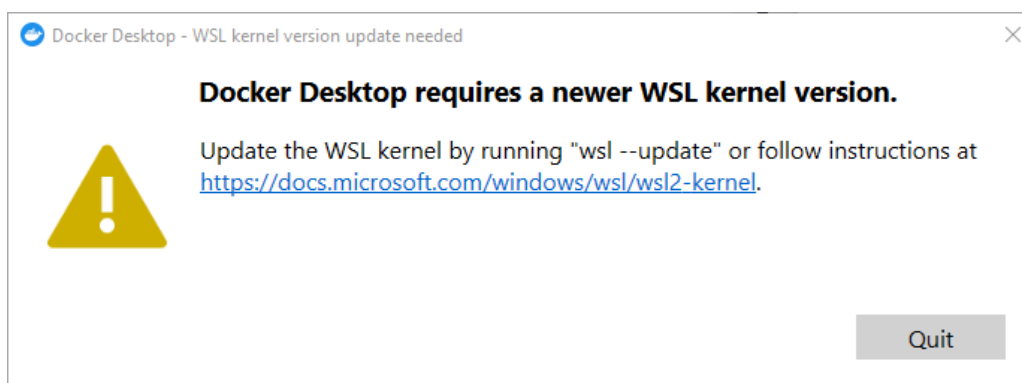 Docker Desktop - WSL kernel version update needed
Docker Desktop requires a newer WSL kernel version.
Update the WSL kernel by running "wsl --update" or follow instructions at
https://docs.microsoft.com/windows/wsl/wsl2-kernel.
Quit